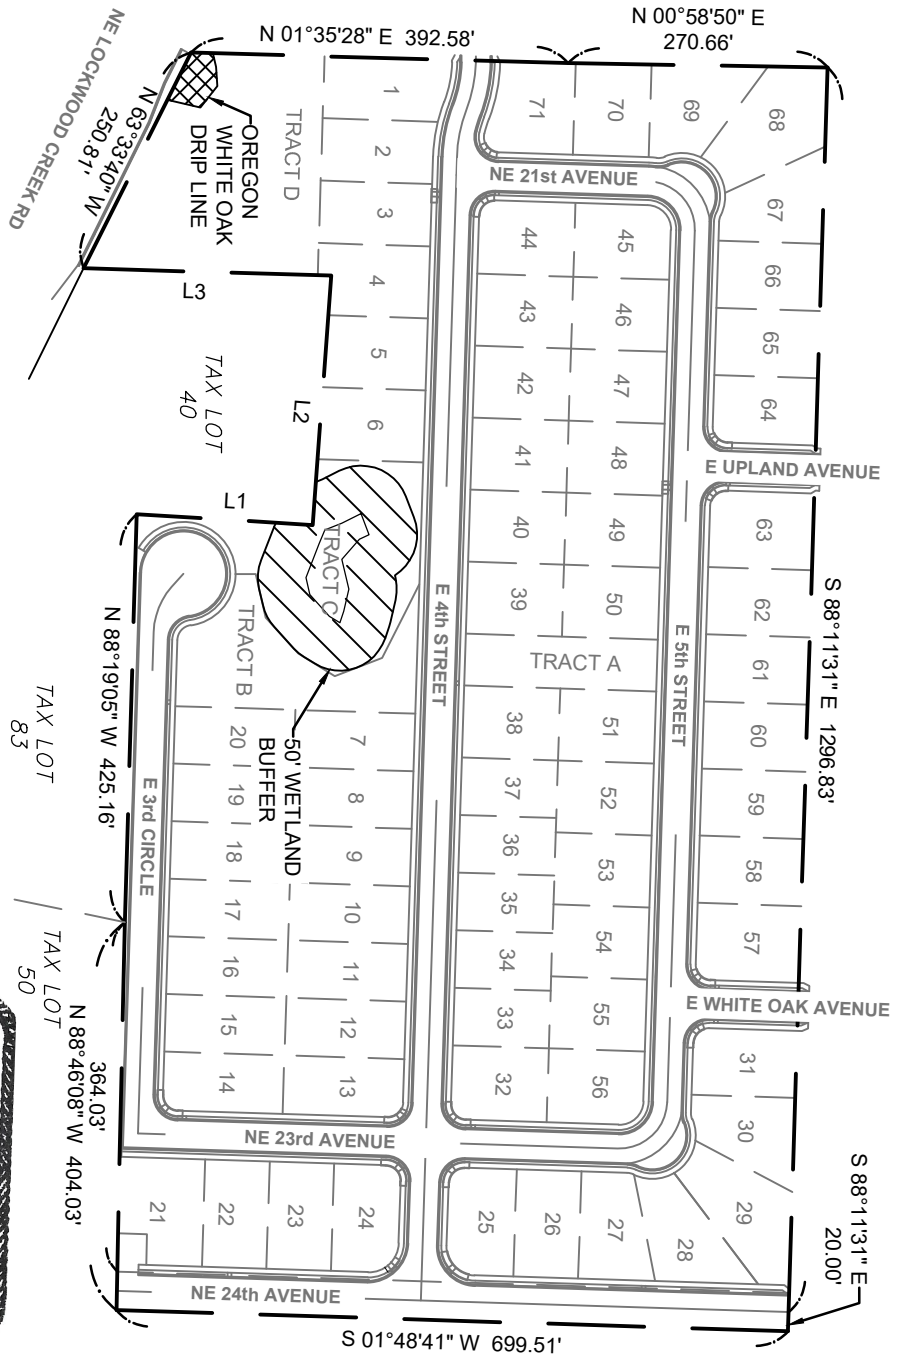 N 00°58'50" E
270.66'
N 01°35'28" E 392.58'
NE LOCKWOOD CREEK RD
N 63°33'40" W
250.81'
OREGON
WHITE OAK
DRIP LINE
TRACT D
1
2
3
4
5
6
71
70
69
68
67
66
65
64
NE 21st AVENUE
44
45
43
46
42
47
41
48
40
49
39
50
E UPLAND AVENUE
L3
L2
L1
TAX LOT
40
TRACT C
TRACT B
TRACT A
E 4th STREET
E 5th STREET
63
62
61
60
59
58
57
S 88°11'31" E 1296.83'
N 88°19'05" W 425.16'
TAX LOT
83
E 3rd CIRCLE
50' WETLAND
BUFFER
20
7
19
8
18
9
17
10
16
11
15
12
14
13
38
51
37
52
36
53
35
34
54
33
55
32
56
E WHITE OAK AVENUE
31
30
29
28
27
26
25
24
23
22
21
TAX LOT
50
364.03'
N 88°46'08" W 404.03'
NE 23rd AVENUE
NE 24th AVENUE
S 88°11'31" E
20.00'
S 01°48'41" W 699.51'